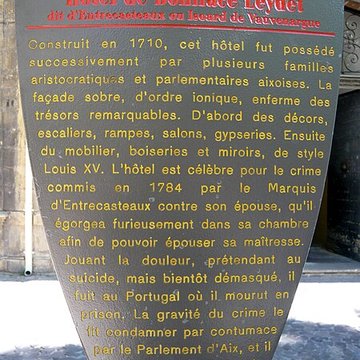 Hôtel de Boniface Leydet
dit d'Entrecasteaux ou Isoard de Vauvenargue
Construit en 1710, cet hôtel fut possédé
successivement par plusieurs familles
aristocratiques et parlementaires aixoises. La
façade sobre, d'ordre ionique, enferme des
trésors remarquables. D'abord des décors,
escaliers, rampes, salons, gypseries. Ensuite
du mobilier, boiseries et miroirs, de style
Louis XV. L'hôtel est célèbre pour le crime
commis en 1784 par le Marquis
d'Entrecasteaux contre son épouse, qu'il
égorgea furieusement dans sa chambre
afin de pouvoir épouser sa maîtresse.
Jouant la douleur, prétendant au
suicide, mais bientôt démasqué, il
fuit au Portugal où il mourut en
prison. La gravité du crime le
fit condamner par contumace
par le Parlement d'Aix, et il